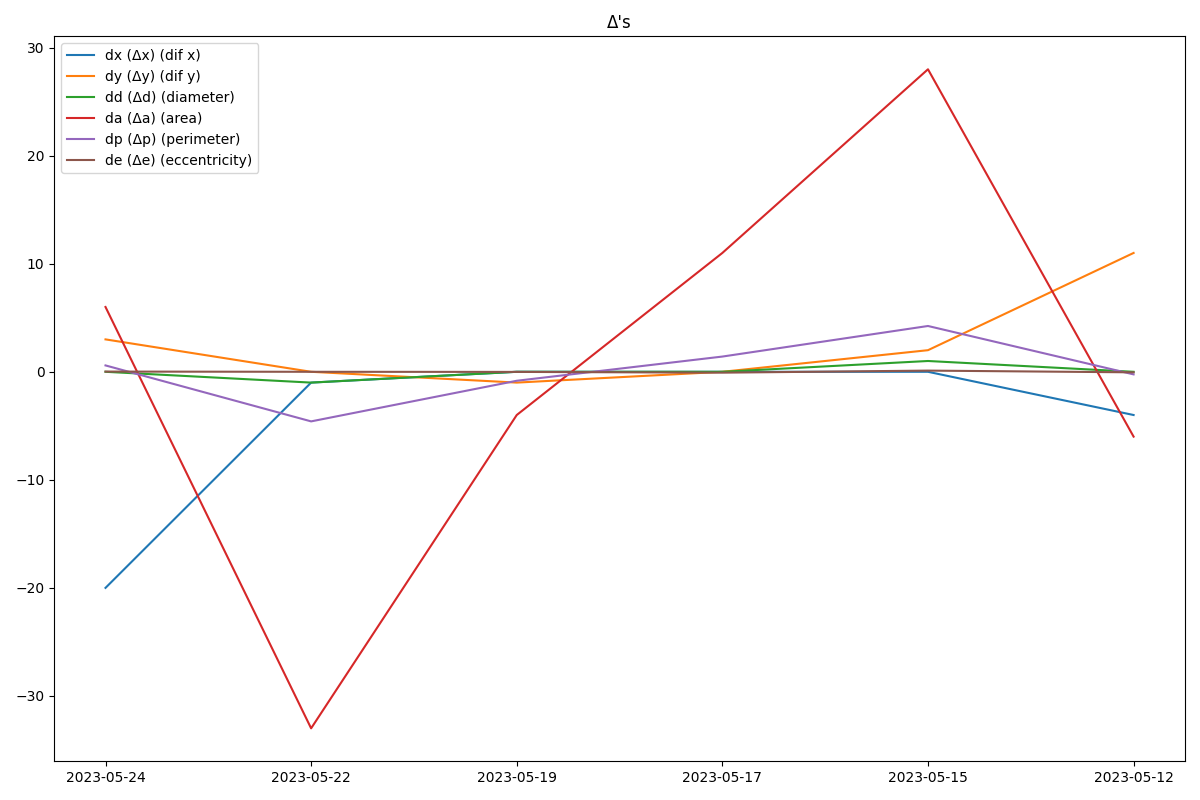 Δ's
dx (Δx) (dif x)
dy (Δy) (dif y)
dd (Δd) (diameter)
da (Δa) (area)
dp (Δp) (perimeter)
de (Δe) (eccentricity)
30
20
10
0
−10
−20
−30
2023-05-24 2023-05-22 2023-05-19 2023-05-17 2023-05-15 2023-05-12